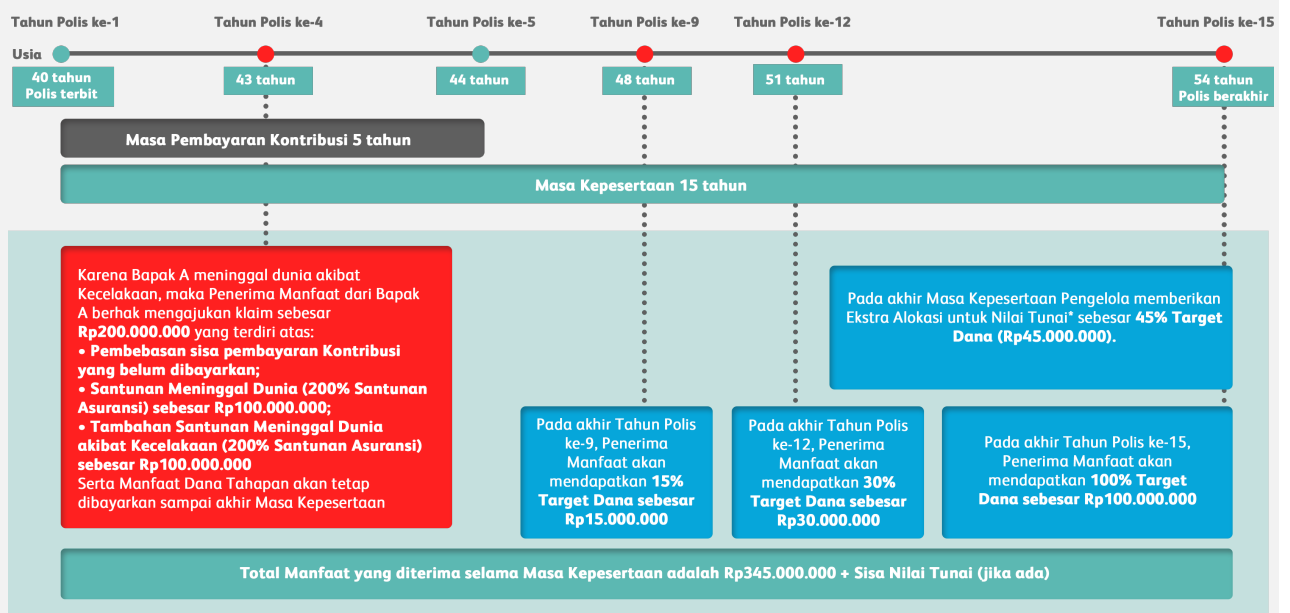 Tahun Polis ke-1
Tahun Polis ke-4
Tahun Polis ke-5
Tahun Polis ke-9
Tahun Polis ke-12
Tahun Polis ke-15
Usia
40 tahun
Polis terbit
43 tahun
44 tahun
48 tahun
51 tahun
54 tahun
Polis berakhir
Masa Pembayaran Kontribusi 5 tahun
Masa Kepesertaan 15 tahun
Karena Bapak A meninggal dunia akibat
Kecelakaan, maka Penerima Manfaat dari Bapak
A berhak mengajukan klaim sebesar
Rp200.000.000 yang terdiri atas:
• Pembebasan sisa pembayaran Kontribusi
yang belum dibayarkan;
• Santunan Meninggal Dunia (200% Santunan
Asuransi) sebesar Rp100.000.000;
• Tambahan Santunan Meninggal Dunia
akibat Kecelakaan (200% Santunan Asuransi)
sebesar Rp100.000.000
Serta Manfaat Dana Tahapan akan tetap
dibayarkan sampai akhir Masa Kepesertaan
Pada akhir Masa Kepesertaan Pengelola memberikan
Ekstra Alokasi untuk Nilai Tunai* sebesar 45% Target
Dana (Rp45.000.000).
Pada akhir Tahun Polis
ke-9, Penerima
Manfaat akan
mendapatkan 15%
Target Dana sebesar
Rp15.000.000
Pada akhir Tahun Polis
ke-12, Penerima
Manfaat akan
mendapatkan 30%
Target Dana sebesar
Rp30.000.000
Pada akhir Tahun Polis ke-15,
Penerima Manfaat akan
mendapatkan 100% Target
Dana sebesar Rp100.000.000
Total Manfaat yang diterima selama Masa Kepesertaan adalah Rp345.000.000 + Sisa Nilai Tunai (jika ada)